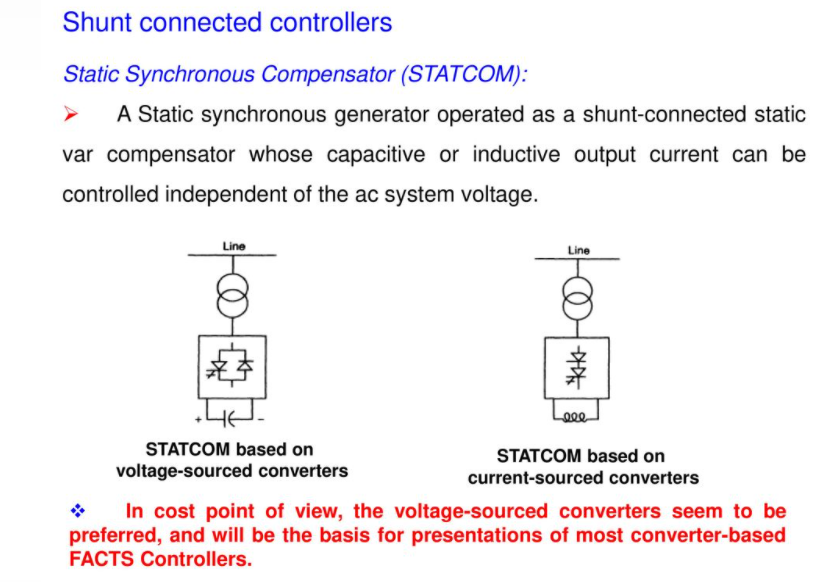 Shunt connected controllers
Static Synchronous Compensator (STATCOM):
A Static synchronous generator operated as a shunt-connected static
var compensator whose capacitive or inductive output current can be
controlled independent of the ac system voltage.
Line
Line
+ -
STATCOM based on
voltage-sourced converters
STATCOM based on
current-sourced converters
In cost point of view, the voltage-sourced converters seem to be
preferred, and will be the basis for presentations of most converter-based
FACTS Controllers.